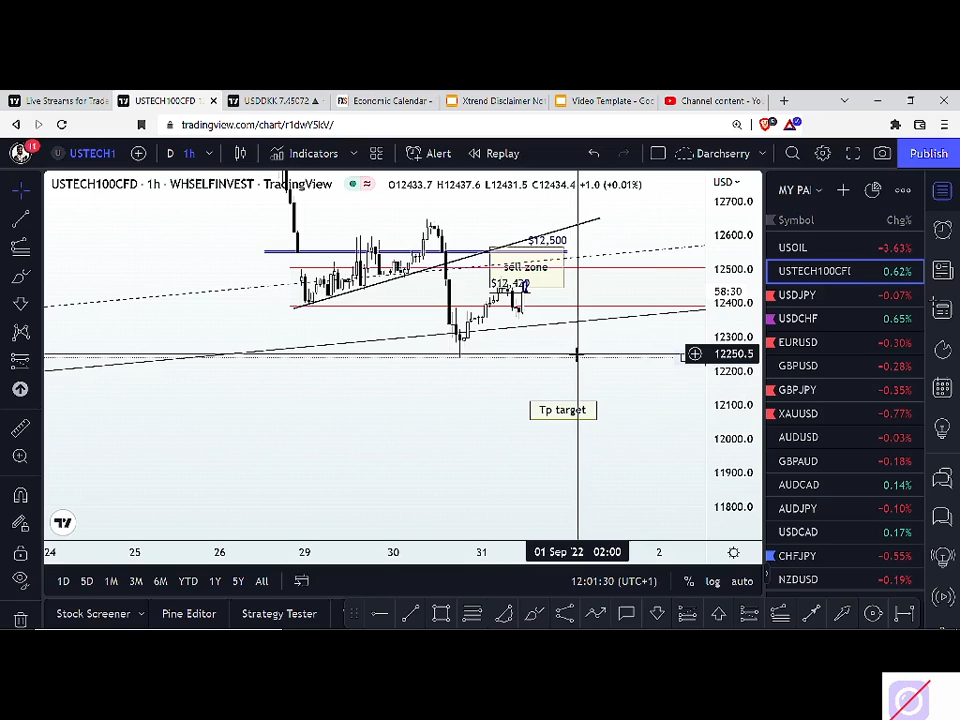 Live Streams for Trade
USTECH100CFD 1
USDDKK 7.45072
Economic Calendar -
Xtrend Disclaimer No
Video Template - Goo
Channel content - Yo
tradingview.com/chart/r1dwY5kV/
11
USTECH1
D 1h
Indicators
Alert
Replay
Darchserry
Publish
USTECH100CFD · 1h · WHSELFINVEST · TradingView
O12433.7 H12437.6 L12431.5 C12434.4 +1.0 (+0.01%)
USD
MY PAI
Symbol Chg%
USOIL -3.63%
USTECH100CF 0.62%
USDJPY -0.07%
USDCHF 0.65%
EURUSD -0.30%
GBPUSD -0.28%
GBPJPY -0.35%
XAUUSD -0.77%
AUDUSD -0.03%
GBPAUD -0.18%
AUDCAD 0.14%
AUDJPY -0.10%
USDCAD 0.17%
CHFJPY -0.55%
NZDUSD -0.19%
12700.0
12600.0
12500.0
58:30
12400.0
12300.0
12250.5
12200.0
12100.0
12000.0
11900.0
11800.0
$12,500
Sell zone
Tp target
24 25 26 29 30 31 01 Sep '22 02:00 2
1D 5D 1M 3M 6M YTD 1Y 5Y All
12:01:30 (UTC+1)
% log auto
Stock Screener
Pine Editor
Strategy Tester